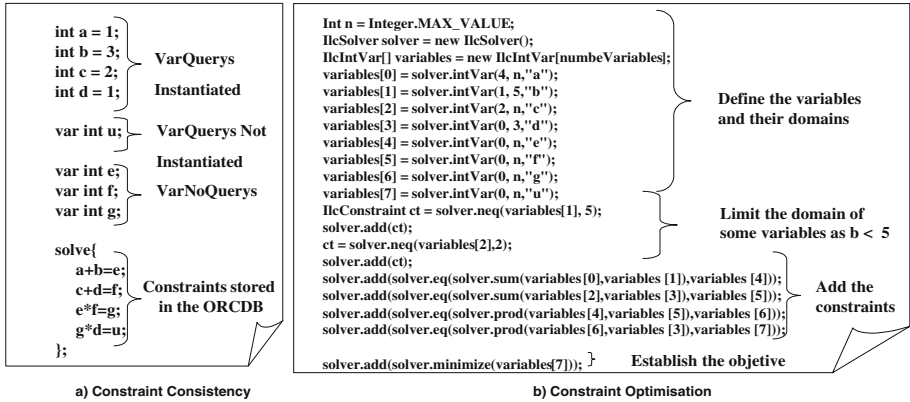 int a = 1;
int b = 3;
int c = 2;
int d = 1;
VarQuerys
Instantiated
var int u;
VarQuerys Not
Instantiated
var int e;
var int f;
var int g;
VarNoQuerys
solve{
a+b=e;
c+d=f;
e*f=g;
g*d=u;
};
Constraints stored
in the ORCDB
a) Constraint Consistency
Int n = Integer.MAX_VALUE;
IlcSolver solver = new IlcSolver();
IlcIntVar[] variables = new IlcIntVar[numbeVariables];
variables[0] = solver.intVar(4, n,"a");
variables[1] = solver.intVar(1, 5,"b");
variables[2] = solver.intVar(2, n,"c");
variables[3] = solver.intVar(0, 3,"d");
variables[4] = solver.intVar(0, n,"e");
variables[5] = solver.intVar(0, n,"f");
variables[6] = solver.intVar(0, n,"g");
variables[7] = solver.intVar(0, n,"u");
Define the variables
and their domains
IlcConstraint ct = solver.neq(variables[1], 5);
solver.add(ct);
ct = solver.neq(variables[2],2);
solver.add(ct);
Limit the domain of
some variables as b < 5
solver.add(solver.eq(solver.sum(variables[0],variables [1]),variables [4]));
solver.add(solver.eq(solver.sum(variables[2],variables [3]),variables [5]));
solver.add(solver.eq(solver.prod(variables[4],variables [5]),variables [6]));
solver.add(solver.eq(solver.prod(variables[6],variables [3]),variables [7]));
Add the
constraints
solver.add(solver.minimize(variables[7]));
Establish the objetive
b) Constraint Optimisation